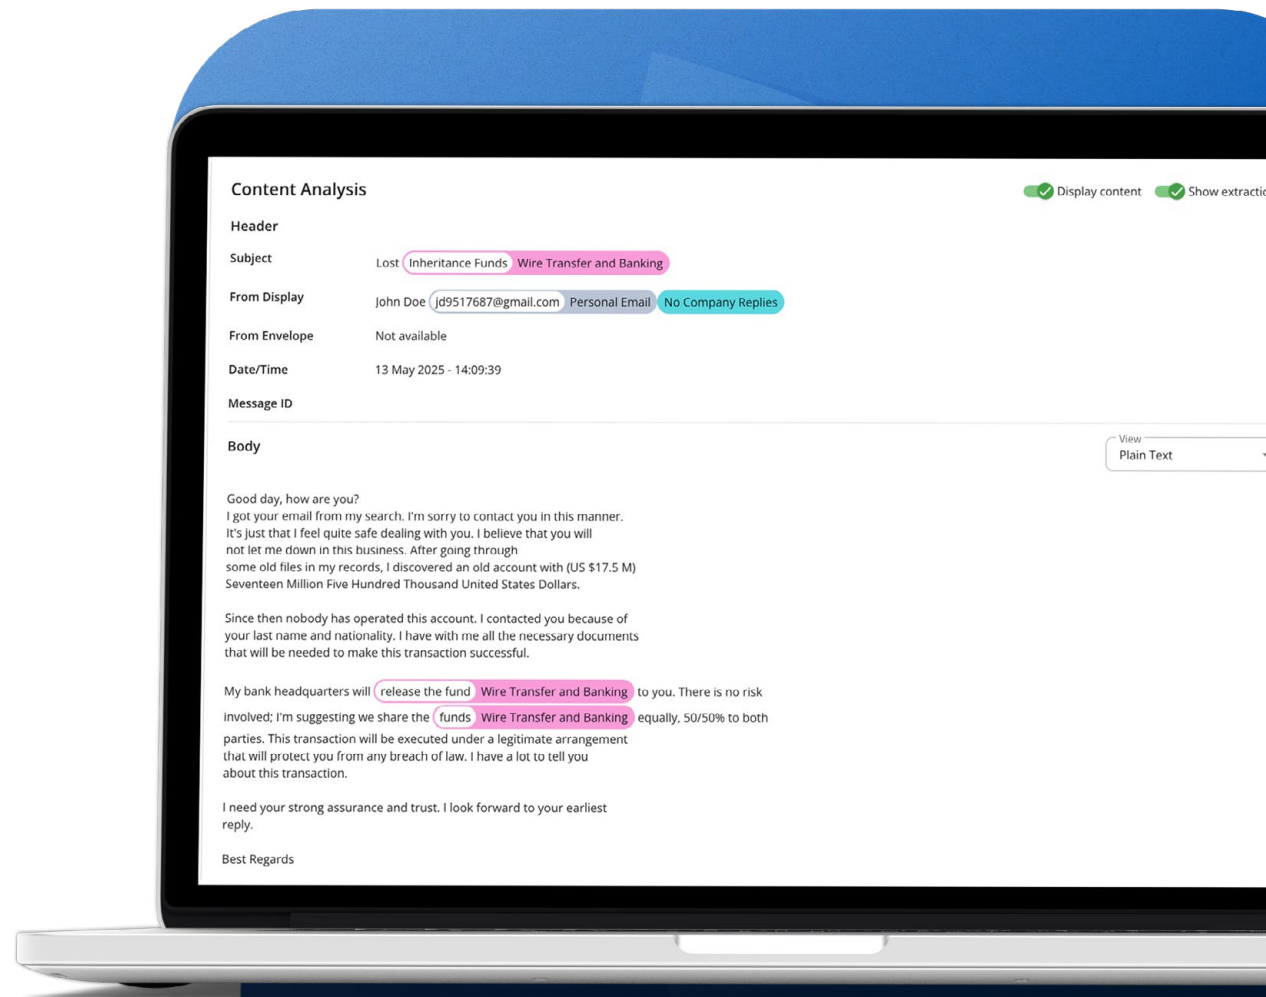 Content Analysis
Display content
Show extractio
Header
Subject
Lost Inheritance Funds Wire Transfer and Banking
From Display
John Doe jd9517687@gmail.com Personal Email No Company Replies
From Envelope
Not available
Date/Time
13 May 2025 - 14:09:39
Message ID
Body
View
Plain Text
Good day, how are you?
I got your email from my search. I'm sorry to contact you in this manner.
It's just that I feel quite safe dealing with you. I believe that you will
not let me down in this business. After going through
some old files in my records, I discovered an old account with (US $17.5 M)
Seventeen Million Five Hundred Thousand United States Dollars.
Since then nobody has operated this account. I contacted you because of
your last name and nationality. I have with me all the necessary documents
that will be needed to make this transaction successful.
My bank headquarters will release the fund Wire Transfer and Banking to you. There is no risk
involved; I'm suggesting we share the funds Wire Transfer and Banking equally, 50/50% to both
parties. This transaction will be executed under a legitimate arrangement
that will protect you from any breach of law. I have a lot to tell you
about this transaction.
I need your strong assurance and trust. I look forward to your earliest
reply.
Best Regards